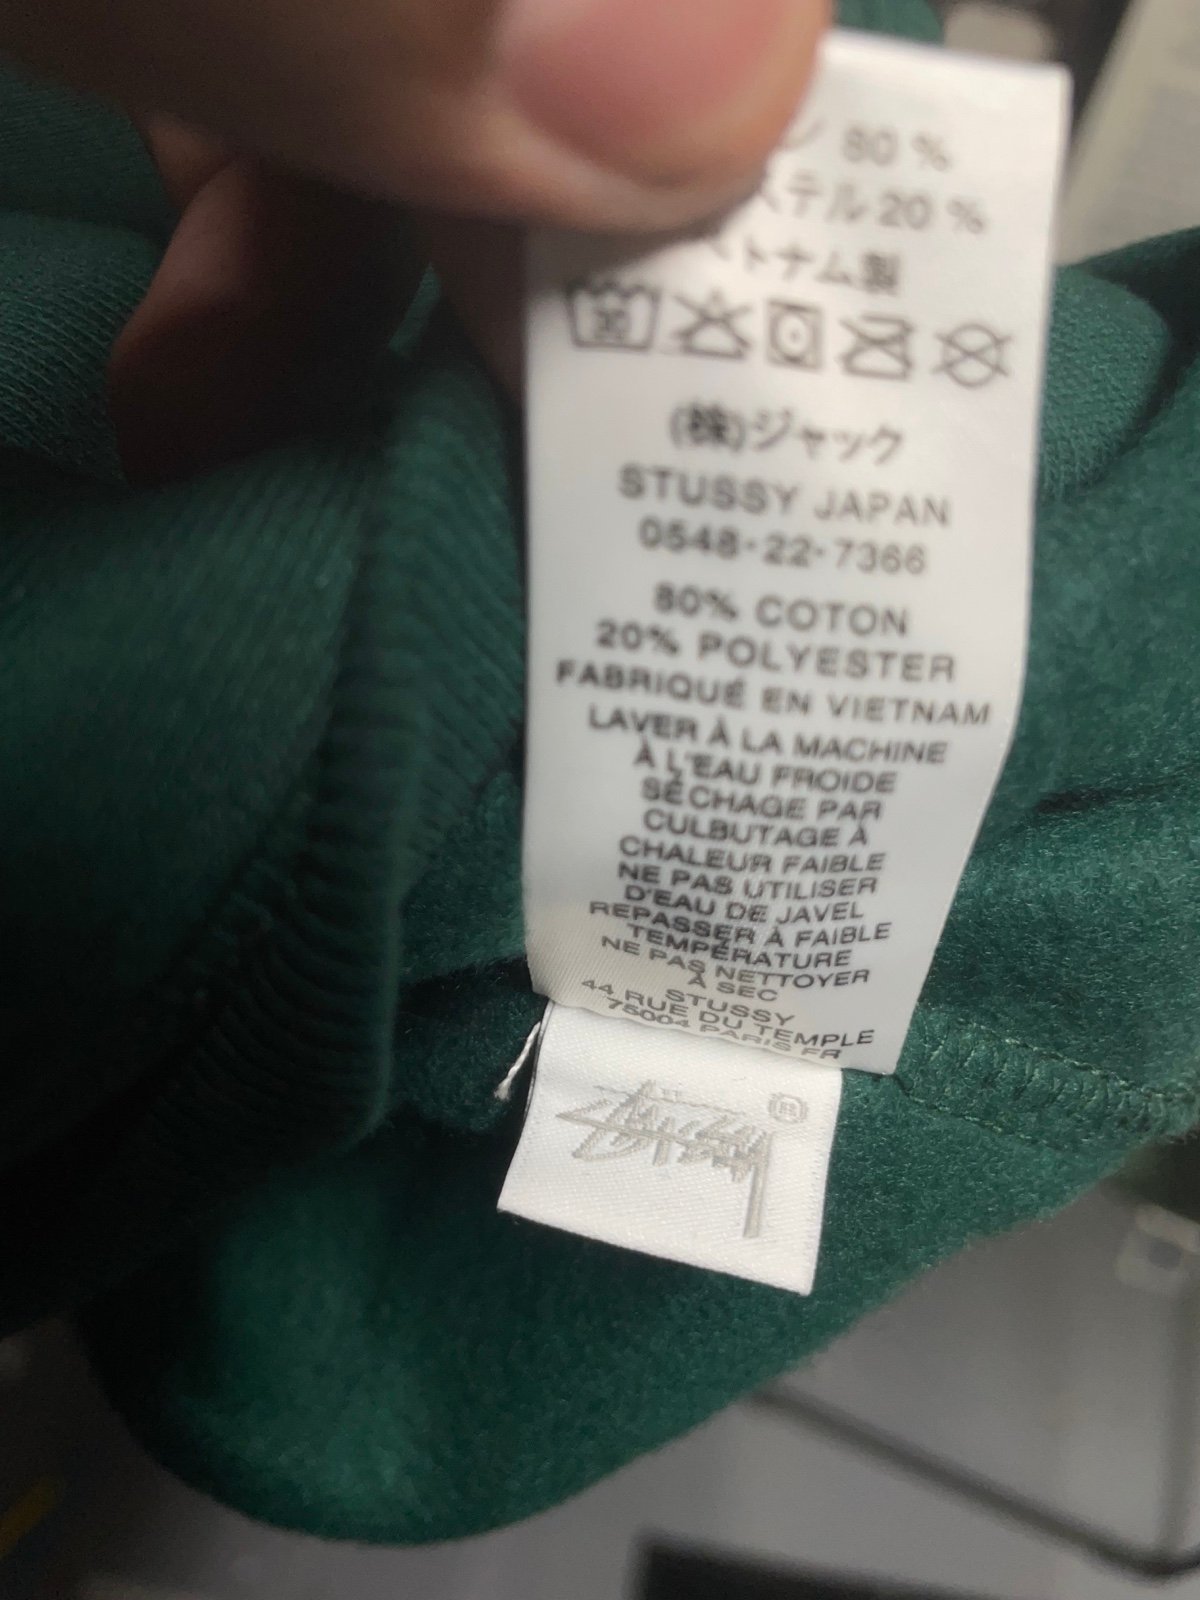 80 %
ステル 20 %
ベトナム製
30
(株)ジャック
STUSSY JAPAN
0548-22-7366
80% COTON
20% POLYESTER
FABRIQUÉ EN VIETNAM
LAVER À LA MACHINE
À L'EAU FROIDE
SÉCHAGE PAR
CULBUTAGE À
CHALEUR FAIBLE
NE PAS UTILISER
D'EAU DE JAVEL
REPASSER À FAIBLE
TEMPÉRATURE
NE PAS NETTOYER
À SEC
STUSSY
44 RUE DU TEMPLE
75004 PARIS FR
Stüssy ®